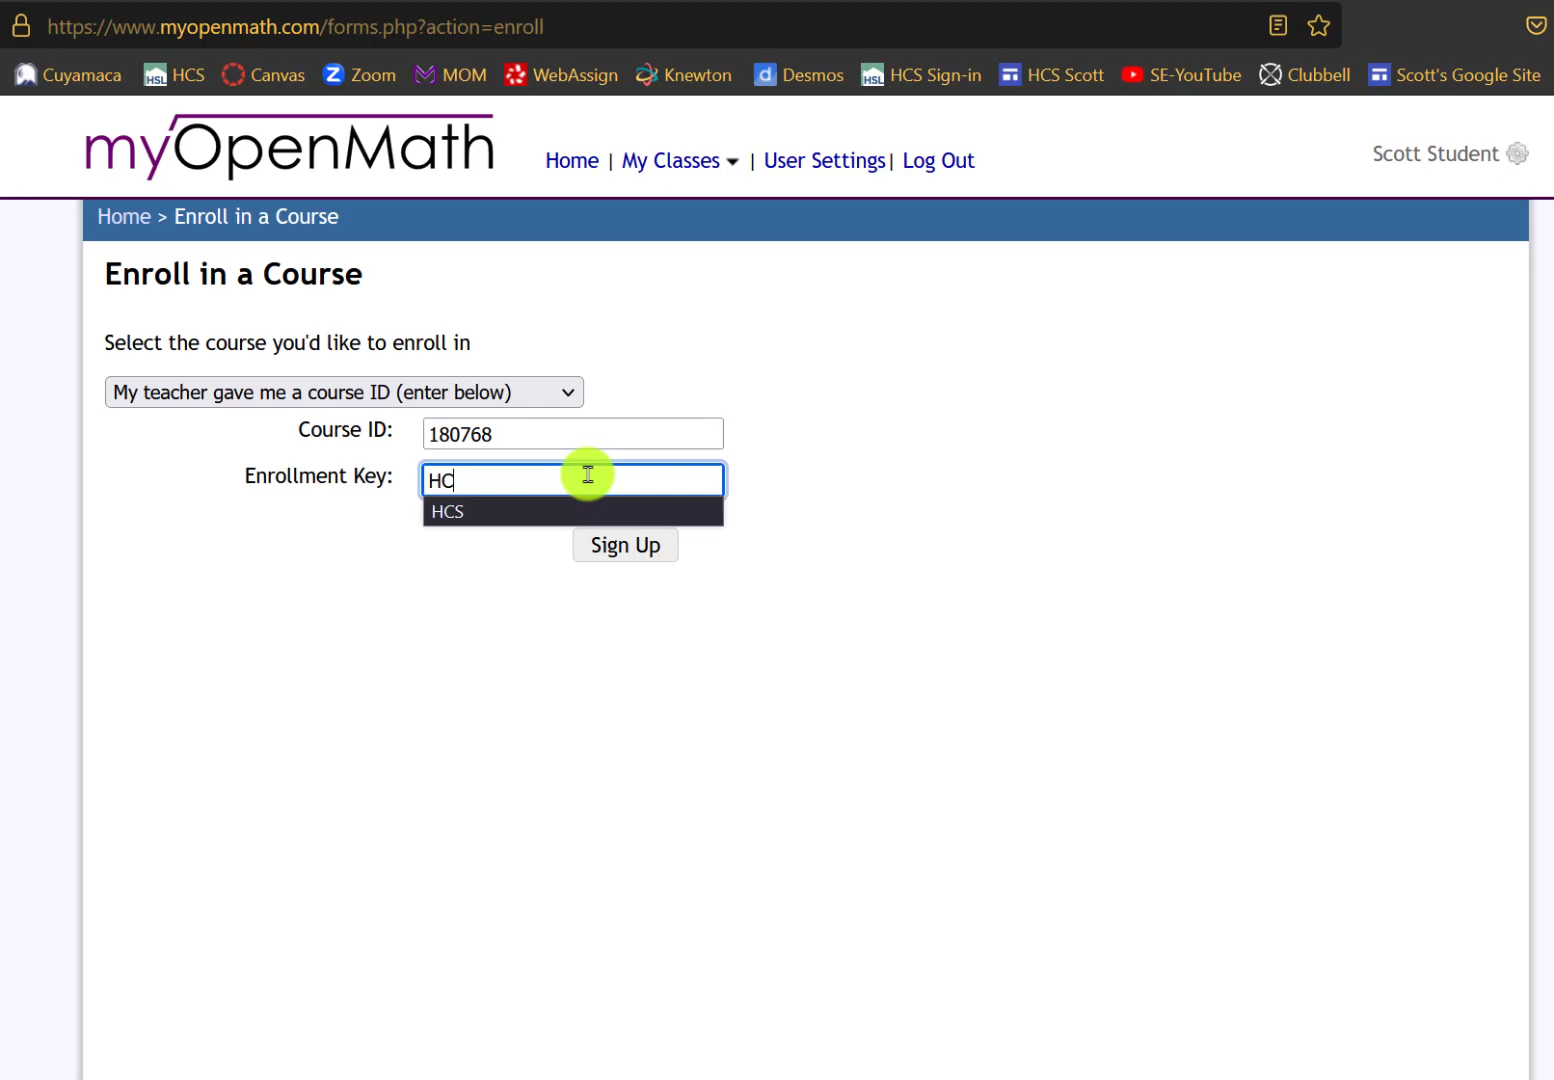 https://www.myopenmath.com/forms.php?action=enroll
Cuyamaca HSL HCS Canvas Z Zoom MOM WebAssign Knewton d Desmos HSL HCS Sign-in HCS Scott SE-YouTube Clubbell Scott's Google Site
myOpenMath Home | My Classes | User Settings | Log Out Scott Student
Home > Enroll in a Course
Enroll in a Course
Select the course you'd like to enroll in
My teacher gave me a course ID (enter below)
Course ID: 180768
Enrollment Key: HC
HCS
Sign Up